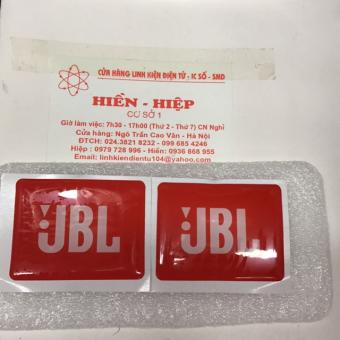 CỬA HÀNG LINH KIỆN ĐIỆN TỬ - IC SỐ - SMD
HIỀN - HIỆP
CƠ SỞ 1
Giờ làm việc: 7h30 - 17h00 (Thứ 2 - Thứ 7) CN Nghỉ
Cửa hàng: Ngõ Trần Cao Vân - Hà Nội
ĐTCH: 024.3821 8232 - 099 685 4246
Hiệp: 0979 728 996 - Hiền: 0936 868 955
Email: linhkiendientu104@yahoo.com
JBL
JBL